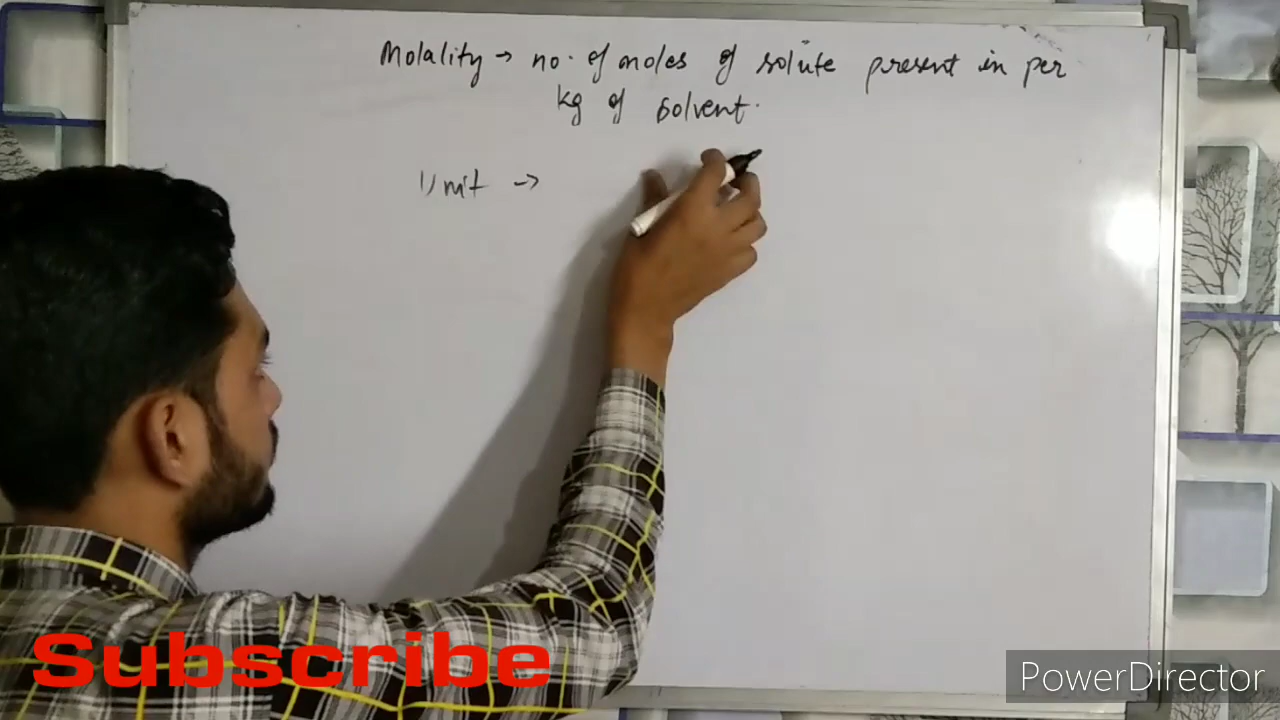 Molality → no. of moles of solute present in per
kg of solvent.
Unit →
Subscribe
PowerDirector